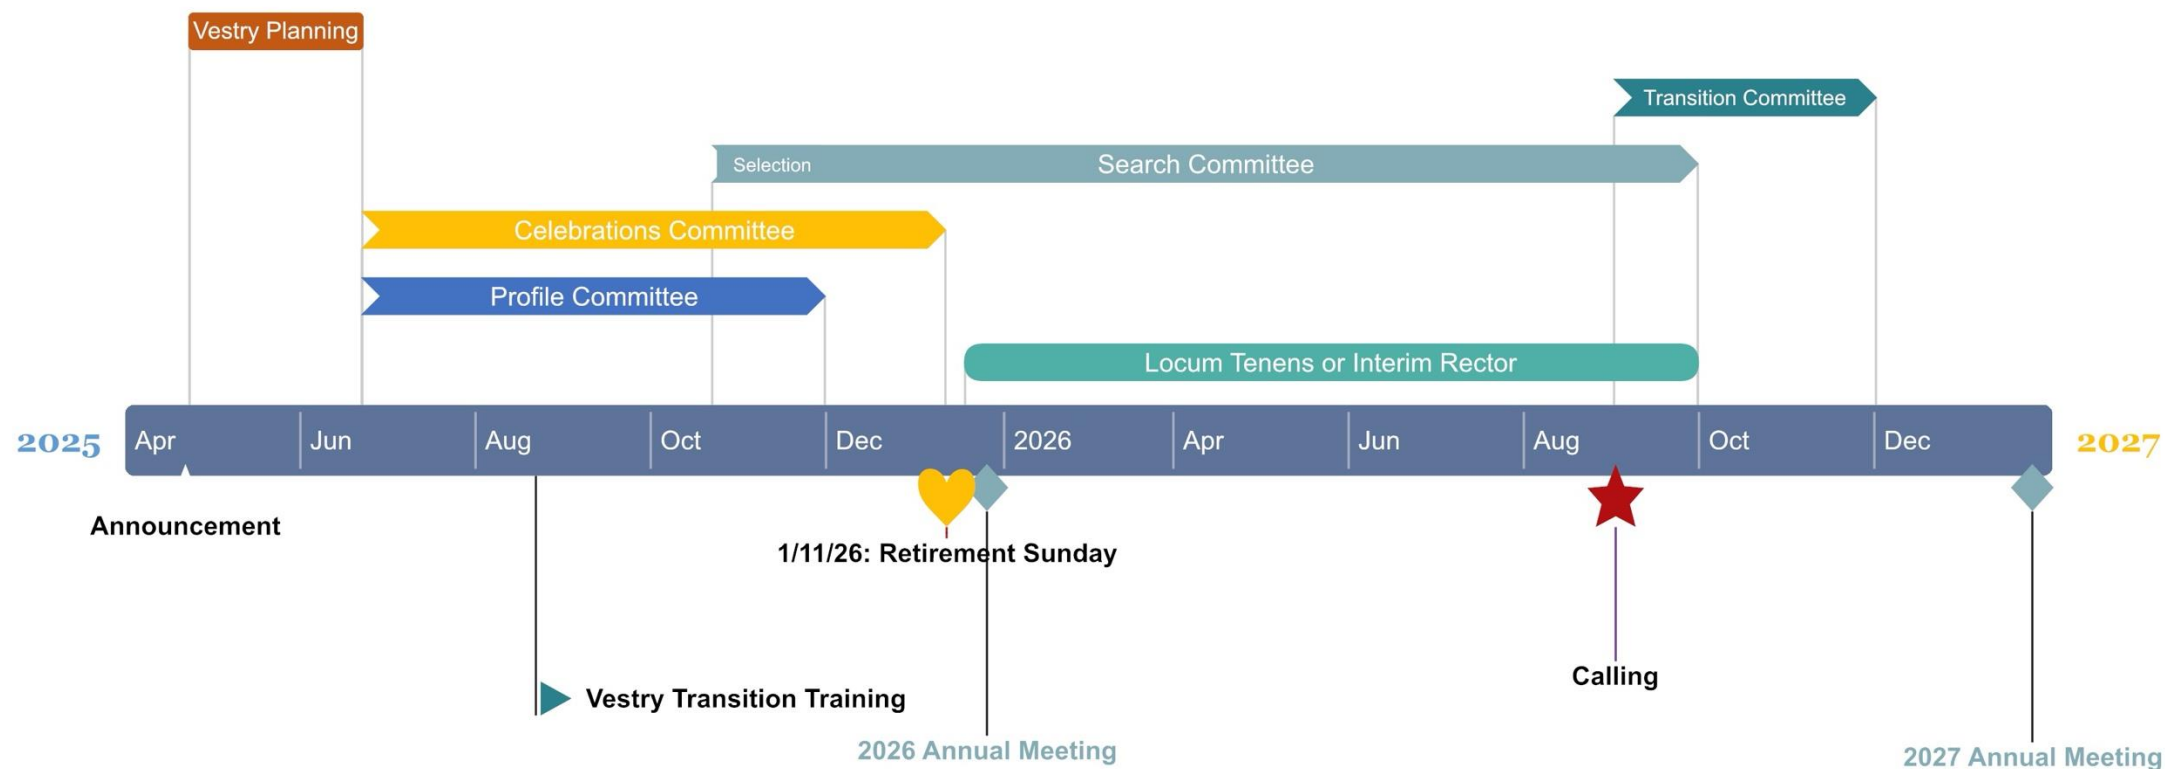 Vestry Planning
Transition Committee
Selection
Search Committee
Celebrations Committee
Profile Committee
Locum Tenens or Interim Rector
2025
Apr
Jun
Aug
Oct
Dec
2026
Apr
Jun
Aug
Oct
Dec
2027
Announcement
1/11/26: Retirement Sunday
Calling
Vestry Transition Training
2026 Annual Meeting
2027 Annual Meeting